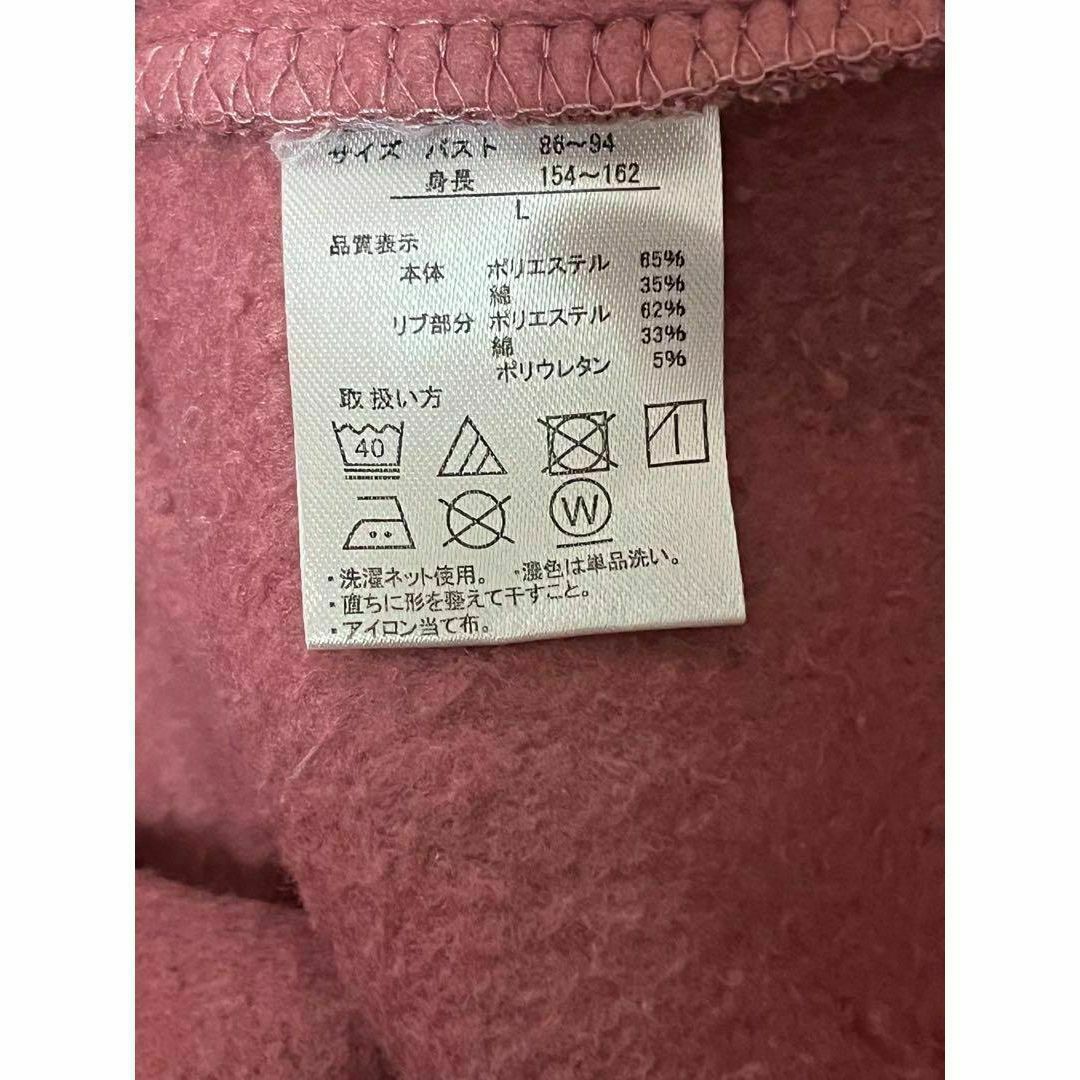 サイズ バスト 86～94
身長 154～162
L
品質表示
本体 ポリエステル 65%
綿 35%
リブ部分 ポリエステル 62%
綿 33%
ポリウレタン 5%
取扱い方
40
W
・洗濯ネット使用。 ・濃色は単品洗い。
・直ちに形を整えて干すこと。
・アイロン当て布。